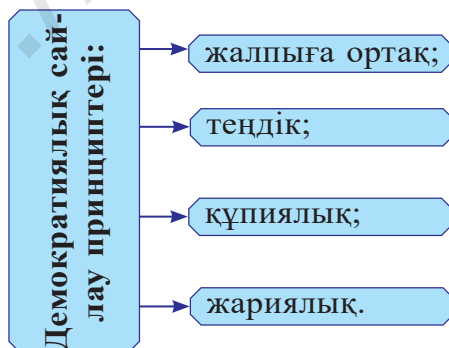 Демократиялық сай-
лау принциптері:
жалпыға ортақ;
теңдік;
құпиялық;
жариялық.